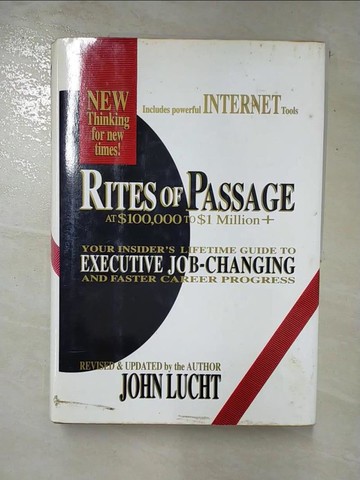 NEW
Thinking
for new
times!
Includes powerful INTERNET Tools
RITES OF PASSAGE
AT $100,000 TO $1 Million+
YOUR INSIDER'S LIFETIME GUIDE TO
EXECUTIVE JOB-CHANGING
AND FASTER CAREER PROGRESS
REVISED & UPDATED by the AUTHOR
JOHN LUCHT